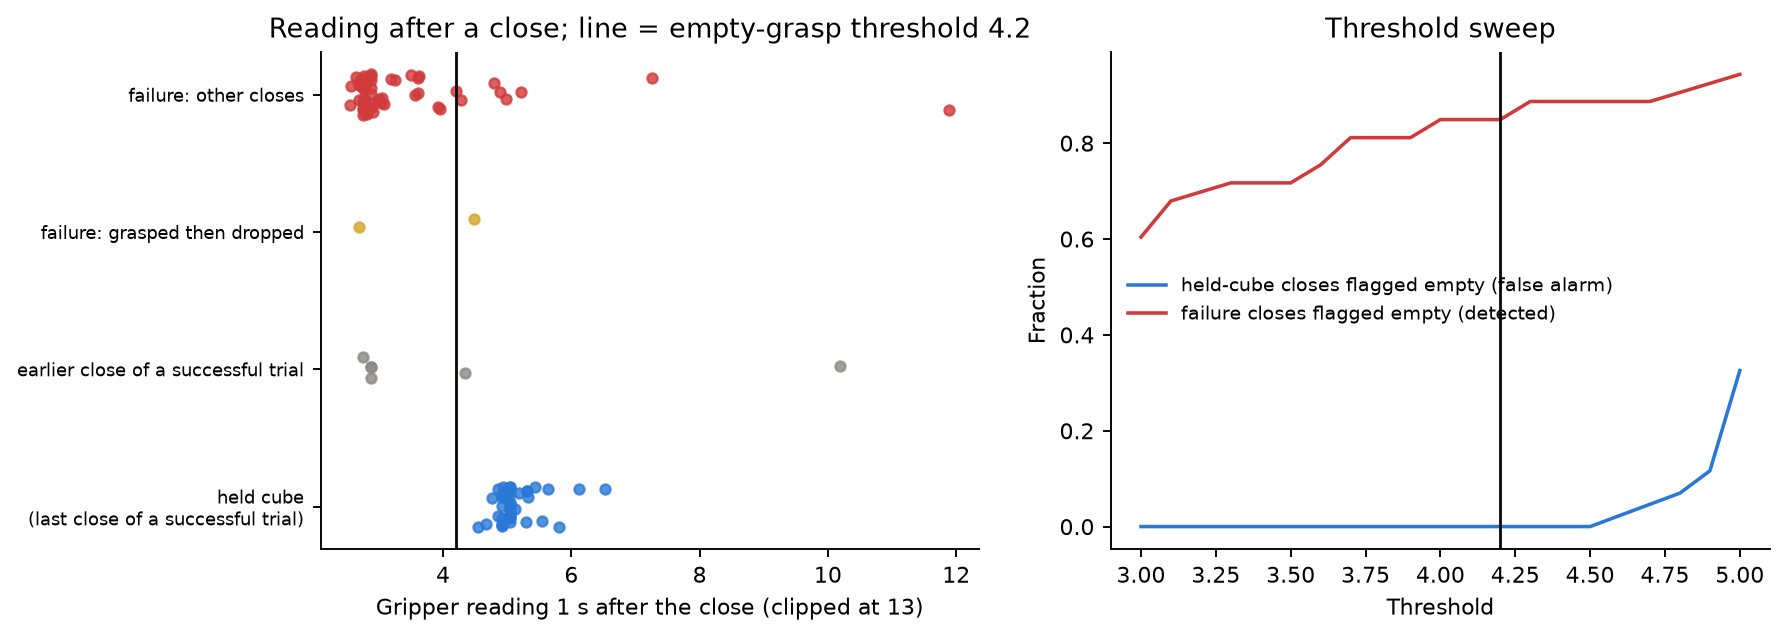 Reading after a close; line = empty-grasp threshold 4.2
failure: other closes
failure: grasped then dropped
earlier close of a successful trial
held cube
(last close of a successful trial)
4 6 8 10 12
Gripper reading 1 s after the close (clipped at 13)
Threshold sweep
Fraction
0.8
0.6
0.4
0.2
0.0
held-cube closes flagged empty (false alarm)
failure closes flagged empty (detected)
3.00 3.25 3.50 3.75 4.00 4.25 4.50 4.75 5.00
Threshold